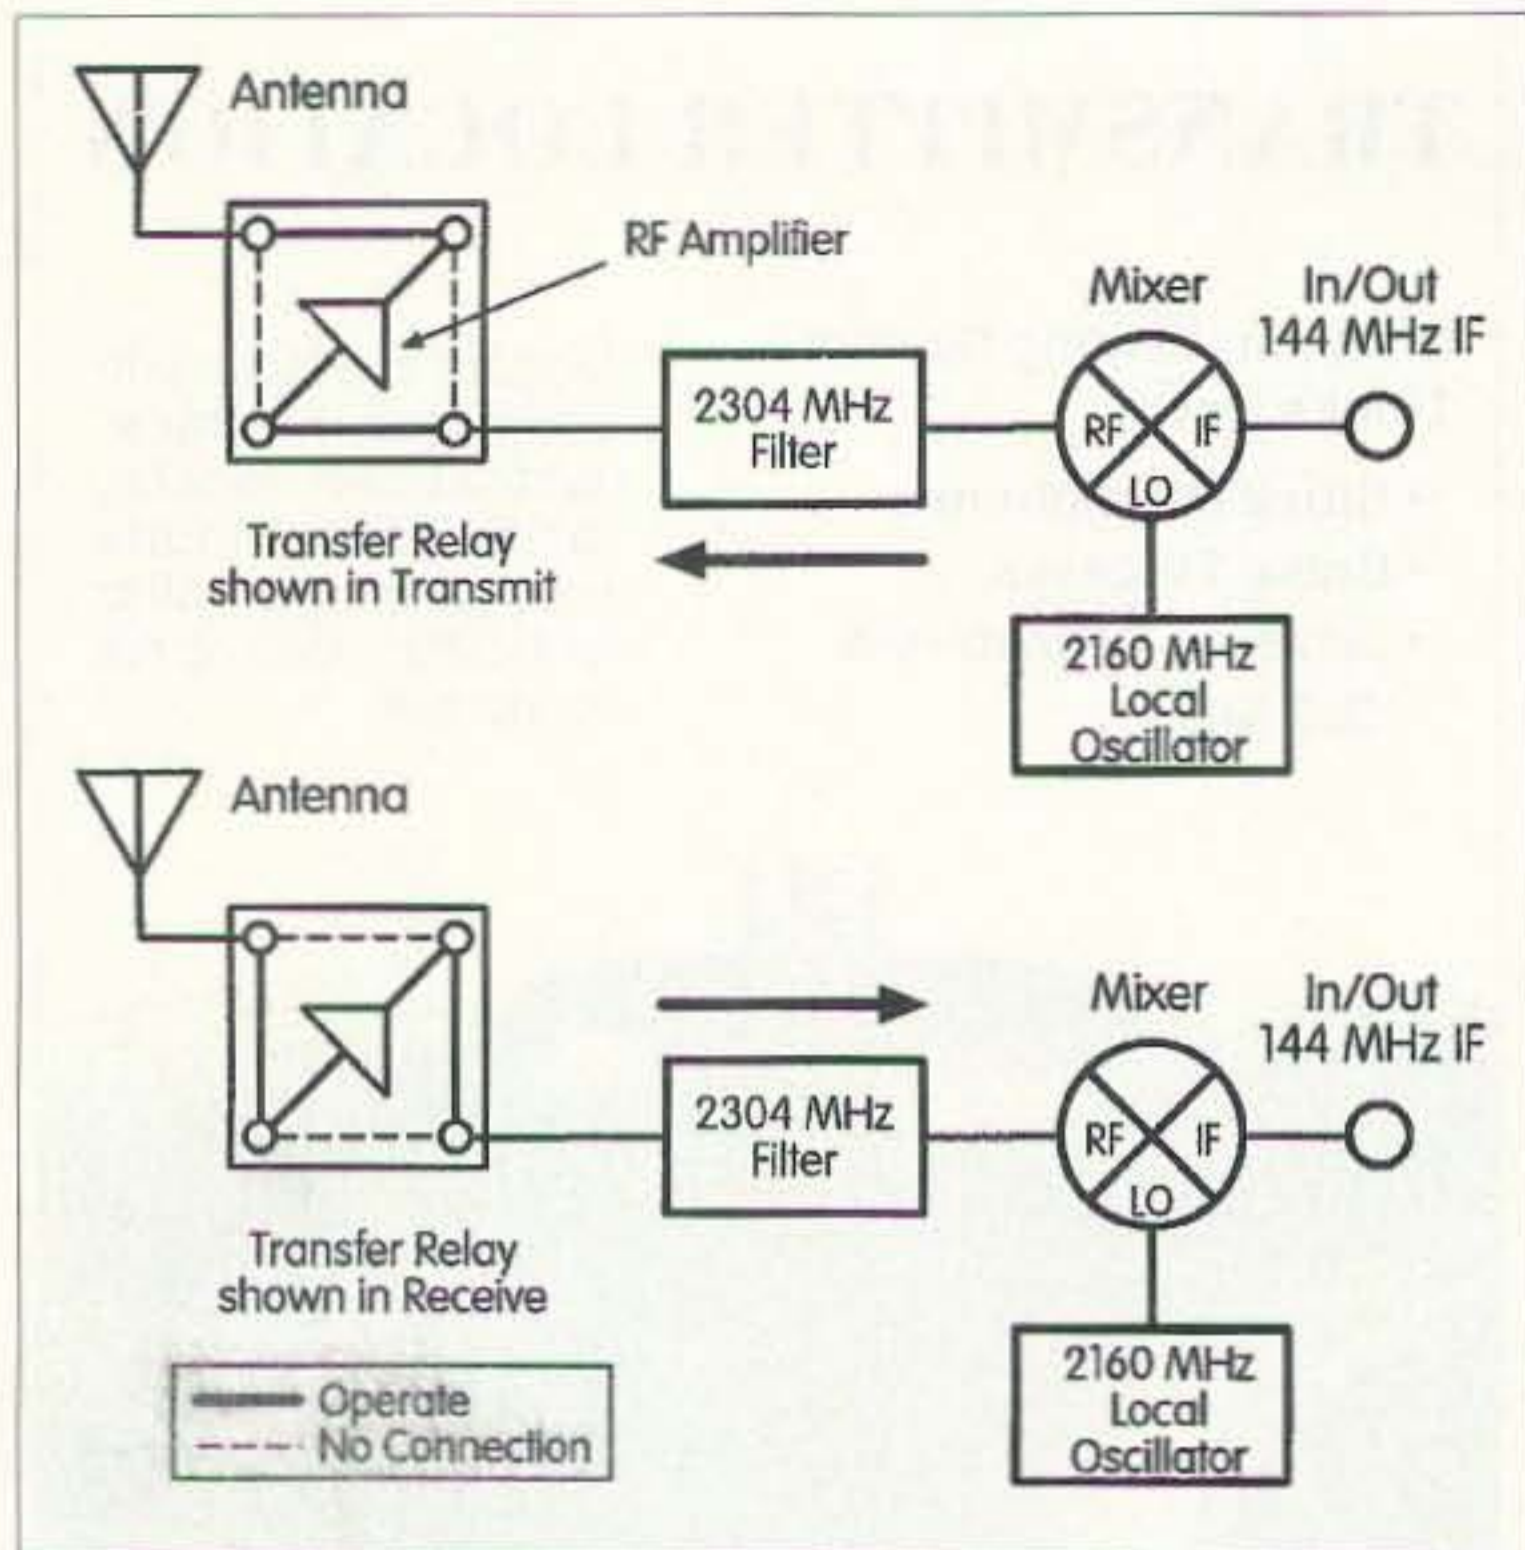 Antenna
RF Amplifier
Mixer
In/Out
144 MHz IF
2304 MHz
Filter
RF
IF
LO
Transfer Relay
shown in Transmit
2160 MHz
Local
Oscillator
Antenna
Mixer
In/Out
144 MHz IF
2304 MHz
Filter
RF
IF
LO
Transfer Relay
shown in Receive
2160 MHz
Local
Oscillator
Operate
No Connection